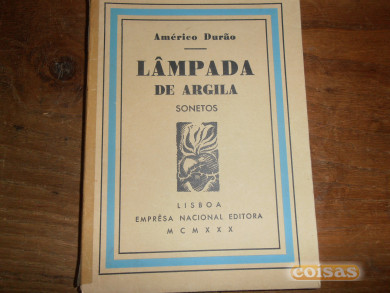 Américo Durão
LÂMPADA
DE ARGILA
SONETOS
LISBOA
EMPRÊSA NACIONAL EDITORA
MCMXXX
coisas